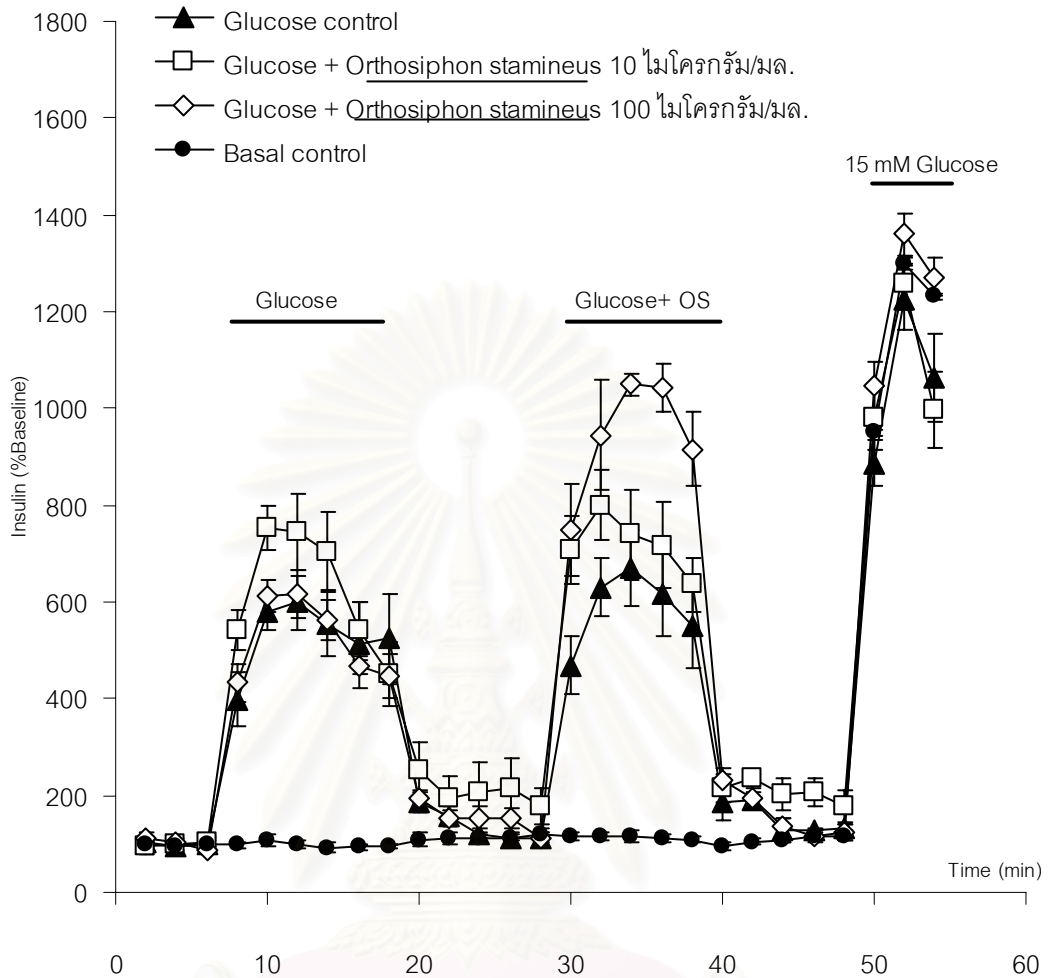 Glucose control
Glucose + Orthosiphon stamineus 10 ไมโครกรัม/มล.
Glucose + Orthosiphon stamineus 100 ไมโครกรัม/มล.
Basal control
15 mM Glucose
Glucose
Glucose+ OS
Insulin (%Baseline)
1800
1600
1400
1200
1000
800
600
400
200
0
Time (min)
0 10 20 30 40 50 60